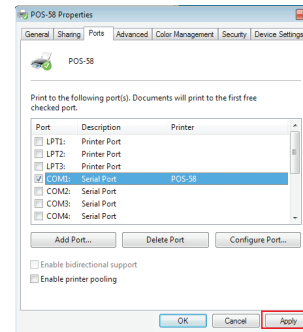 POS-58 Properties
General Sharing Ports Advanced Color Management Security Device Settings
POS-58
Print to the following port(s). Documents will print to the first free
checked port.
Port Description Printer
LPT1: Printer Port
LPT2: Printer Port
LPT3: Printer Port
COM1: Serial Port POS-58
COM2: Serial Port
COM3: Serial Port
COM4: Serial Port
Add Port... Delete Port Configure Port...
Enable bidirectional support
Enable printer pooling
OK Cancel Apply